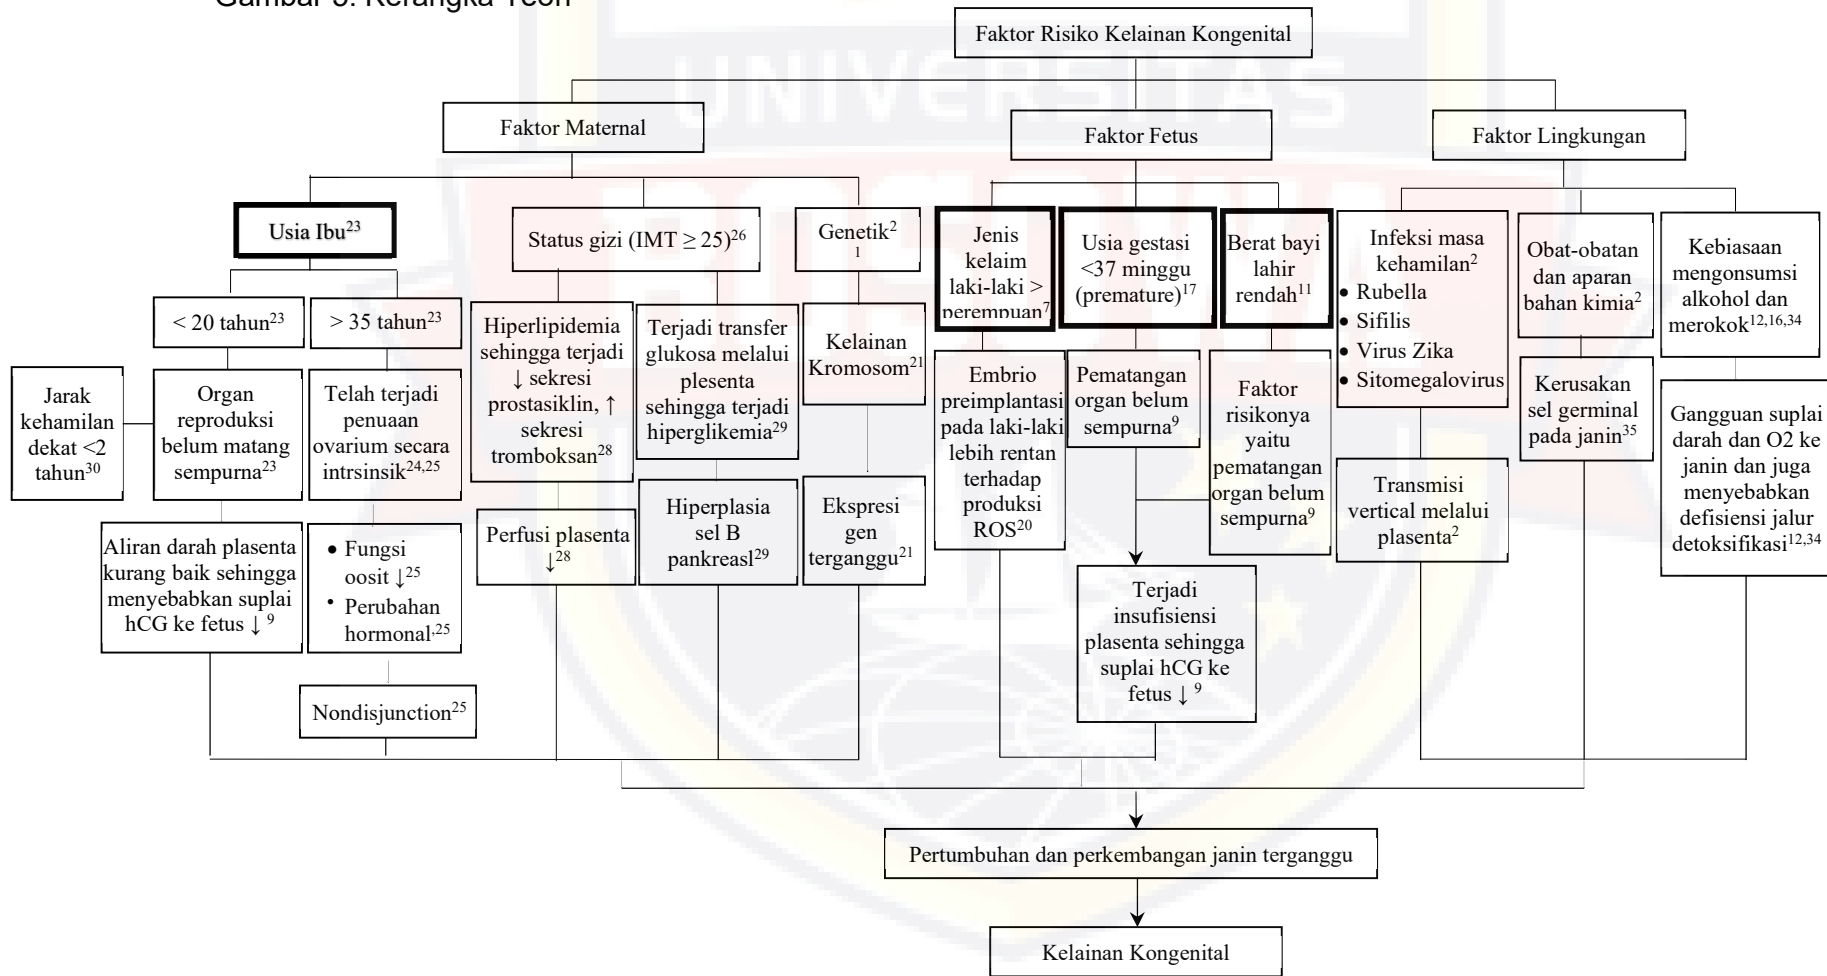 Gambar 5. Kerangka Teori
Faktor Risiko Kelainan Kongenital
UNIVERSITAS
BOSOWA
Faktor Maternal
Faktor Fetus
Faktor Lingkungan
Usia Ibu23
Status gizi (IMT ≥ 25)26
Genetik2
1
Jenis
kelaim
laki-laki >
perempuan7
Usia gestasi
<37 minggu
(premature)17
Berat bayi
lahir
rendah11
Infeksi masa
kehamilan2
• Rubella
• Sifilis
• Virus Zika
• Sitomegalovirus
Obat-obatan
dan aparan
bahan kimia2
Kebiasaan
mengonsumsi
alkohol dan
merokok12,16,34
< 20 tahun23
> 35 tahun23
Hiperlipidemia
sehingga terjadi
↓ sekresi
prostasiklin, ↑
sekresi
tromboksan28
Terjadi transfer
glukosa melalui
plesenta
sehingga terjadi
hiperglikemia29
Kelainan
Kromosom21
Jarak
kehamilan
dekat <2
tahun30
Organ
reproduksi
belum matang
sempurna23
Telah terjadi
penuaan
ovarium secara
intrsinsik24,25
Embrio
preimplantasi
pada laki-laki
lebih rentan
terhadap
produksi
ROS20
Pematangan
organ belum
sempurna9
Faktor
risikonya
yaitu
pematangan
organ belum
sempurna9
Kerusakan
sel germinal
pada janin35
Gangguan suplai
darah dan O2 ke
janin dan juga
menyebabkan
defisiensi jalur
detoksifikasi12,34
Transmisi
vertical melalui
plasenta2
Aliran darah plasenta
kurang baik sehingga
menyebabkan suplai
hCG ke fetus ↓ 9
• Fungsi
oosit ↓25
• Perubahan
hormonal,25
Perfusi plasenta
↓28
Hiperplasia
sel B
pankreasl29
Ekspresi
gen
terganggu21
Terjadi
insufisiensi
plasenta sehingga
suplai hCG ke
fetus ↓ 9
Nondisjunction25
Pertumbuhan dan perkembangan janin terganggu
Kelainan Kongenital